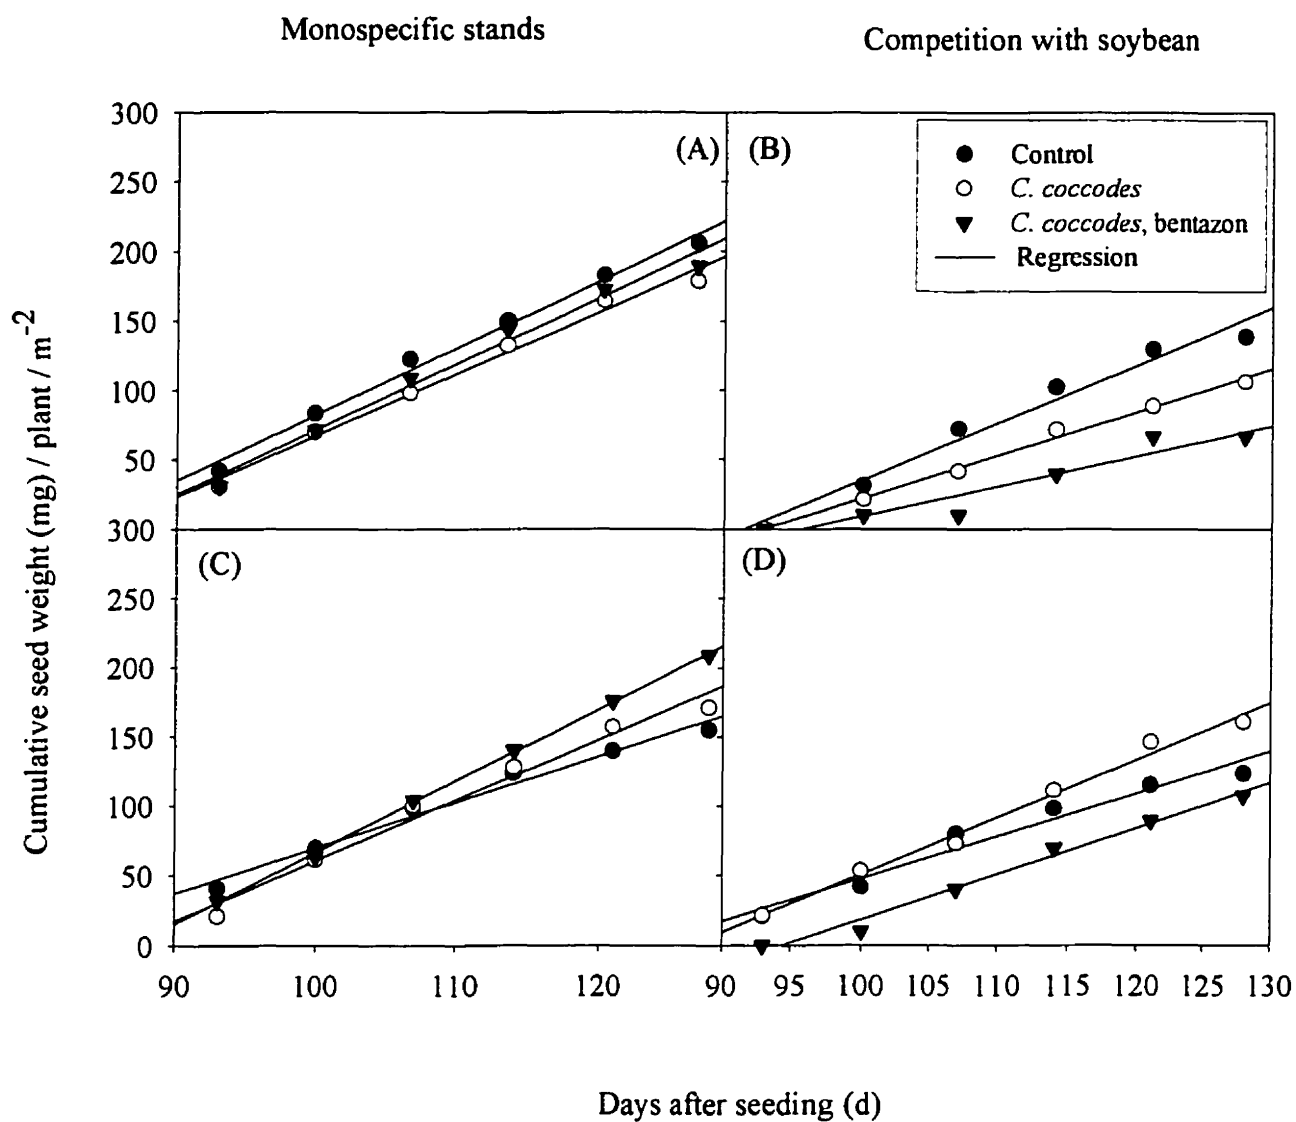 Monospecific stands
Competition with soybean
Cumulative seed weight (mg) / plant / m⁻²
300
250
200
150
100
50
300
250
200
150
100
50
0
(A)
(B)
Control
C. coccodes
C. coccodes, bentazon
Regression
(C)
(D)
90 100 110 120 90 95 100 105 110 115 120 125 130
Days after seeding (d)